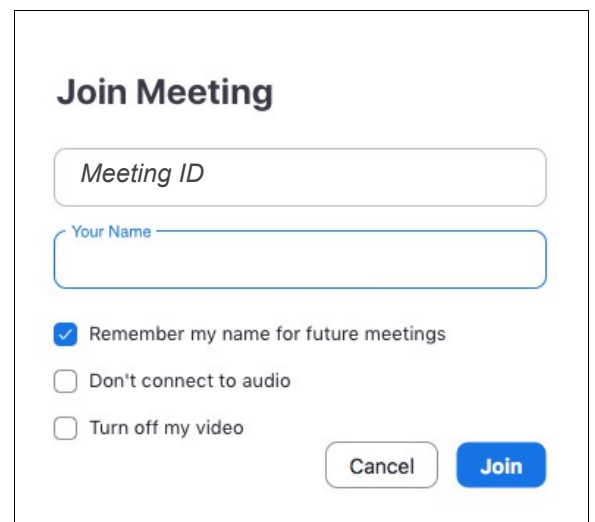 Join Meeting
Meeting ID
Your Name
Remember my name for future meetings
Don't connect to audio
Turn off my video
Cancel Join